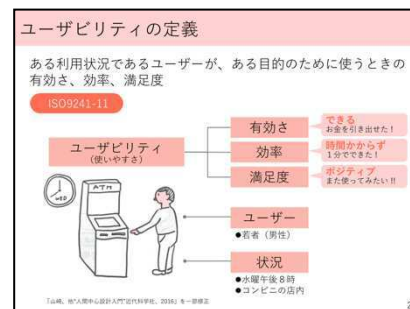 ユーザビリティの定義
ある利用状況であるユーザーが、ある目的のために使うときの
有効さ、効率、満足度
ISO9241-11
ユーザビリティ
(使いやすさ)
有効さ
できる
お金を引き出せた！
効率
時間かからず
1分でできた！
満足度
ポジティブ
また使ってみたい!!
ATM
ユーザー
●若者（男性）
状況
●水曜午後８時
●コンビニの店内
「山崎, 他"人間中心設計入門"近代科学社, 2016」を一部修正